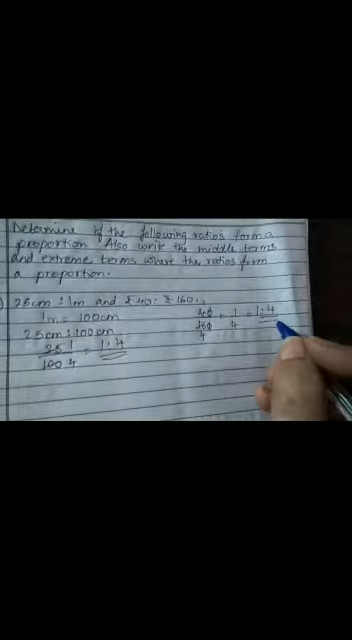 Determine if the following ratios form a
proportion. Also write the middle terms
and extreme terms where the ratios form
a proportion.
) 25cm : 1m and ₹ 40 : ₹ 160.
1m = 100cm
25cm : 100cm
25 1
100 4
= 1:4
40
160
4
= 1
4
= 1:4